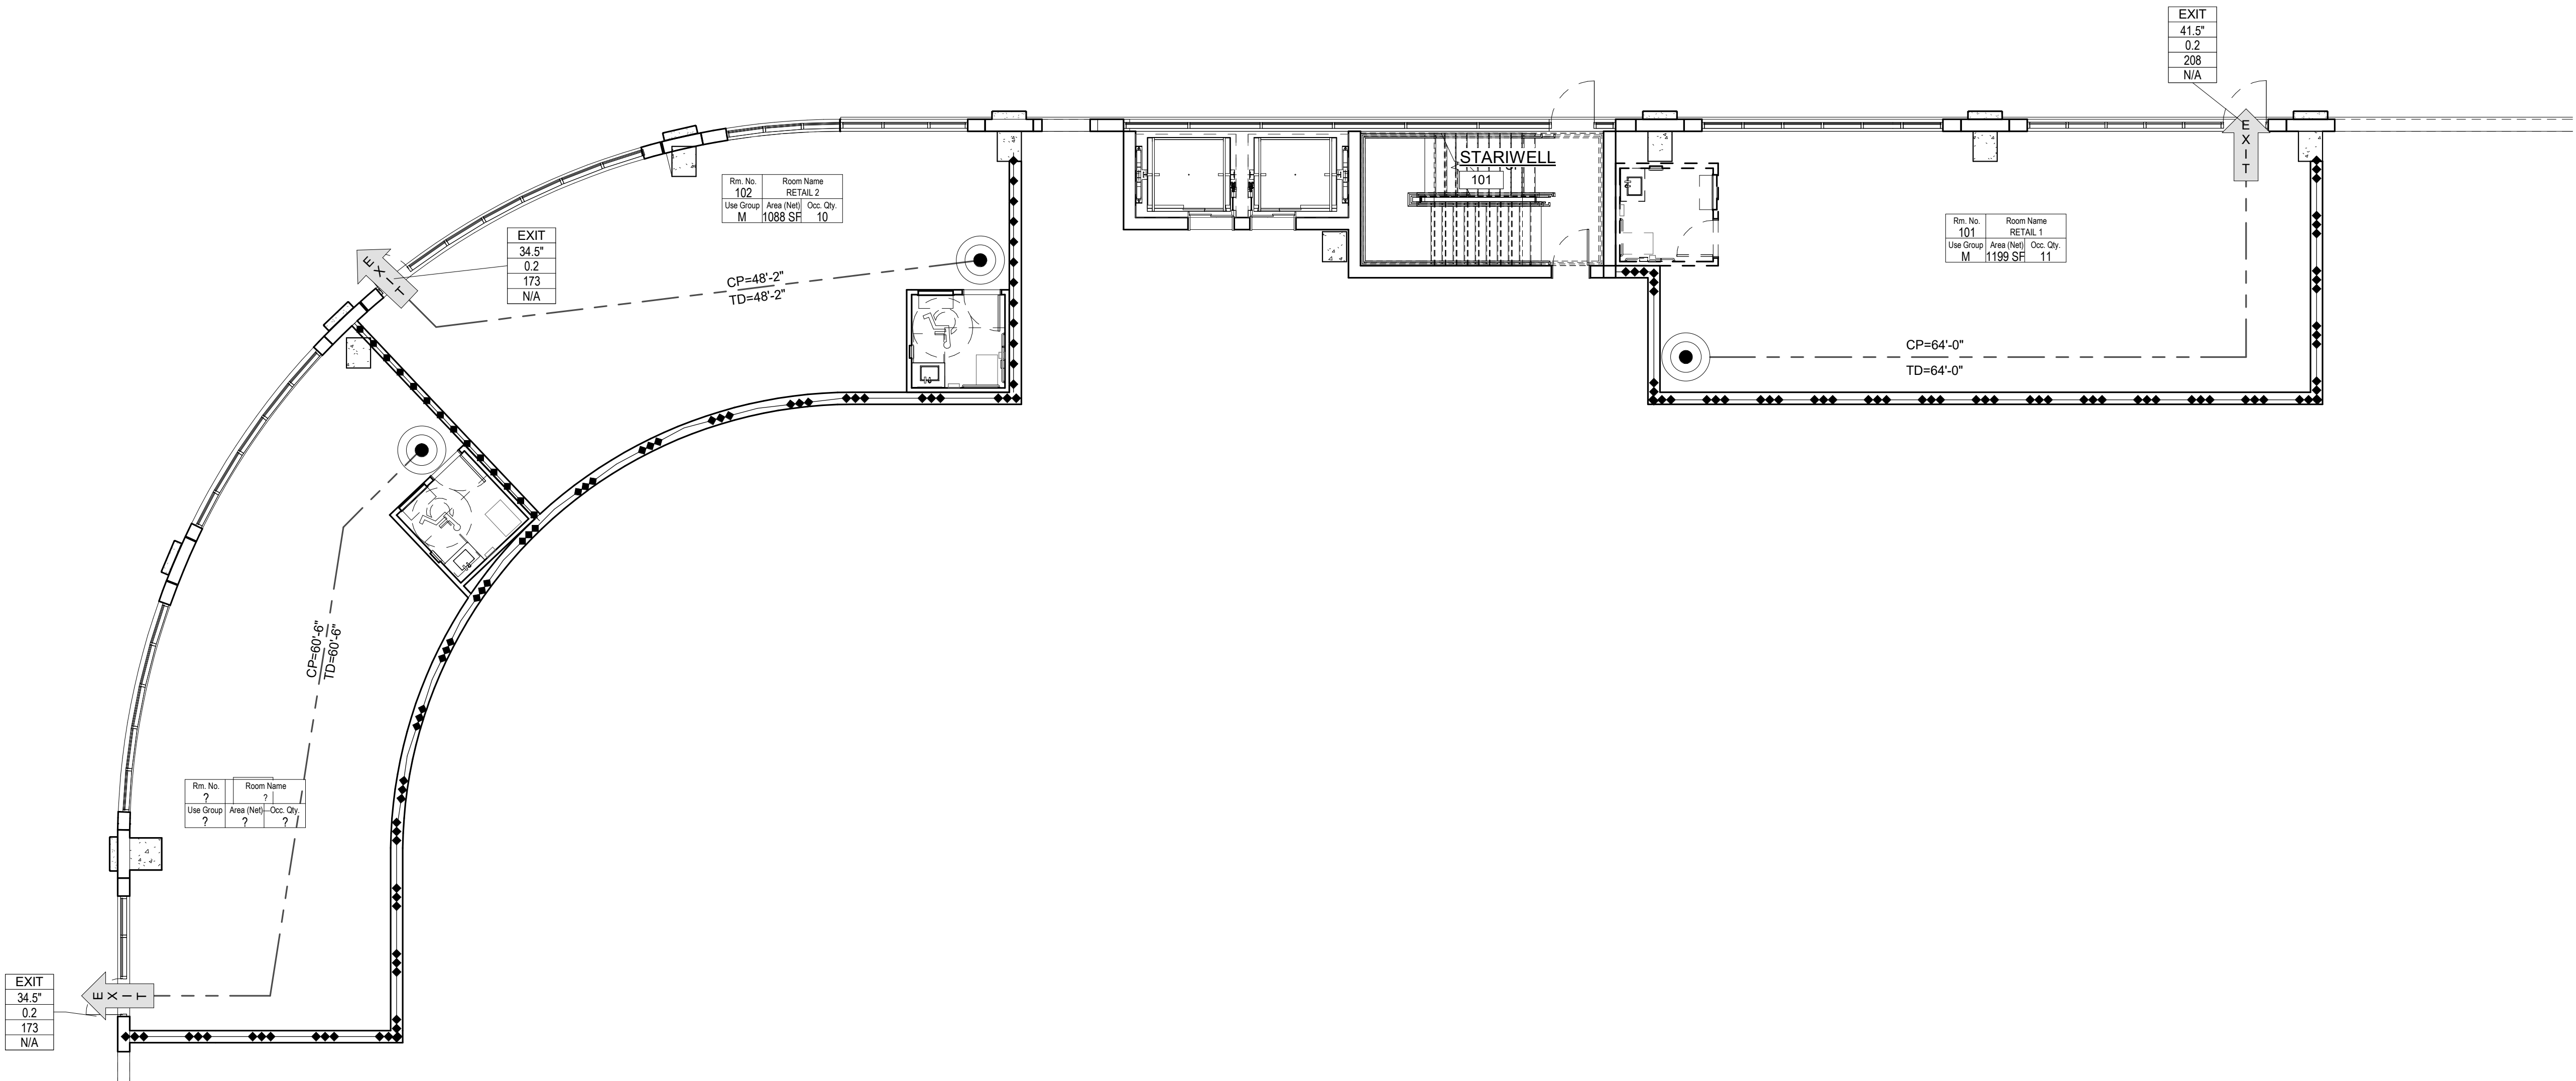 EXIT
41.5"
0.2
208
N/A
EXIT
STARIWELL
101
Rm. No. Room Name
102 RETAIL 2
Use Group Area (Net) Occ. Qty.
M 1088 SF 10
Rm. No. Room Name
101 RETAIL 1
Use Group Area (Net) Occ. Qty.
M 1199 SF 11
EXIT
34.5"
0.2
173
N/A
EXIT
CP=48'-2"
TD=48'-2"
CP=64'-0"
TD=64'-0"
CP=60'-6"
TD=60'-6"
Rm. No. Room Name
? ?
Use Group Area (Net) Occ. Qty.
? ? ?
EXIT
34.5"
0.2
173
N/A
EXIT